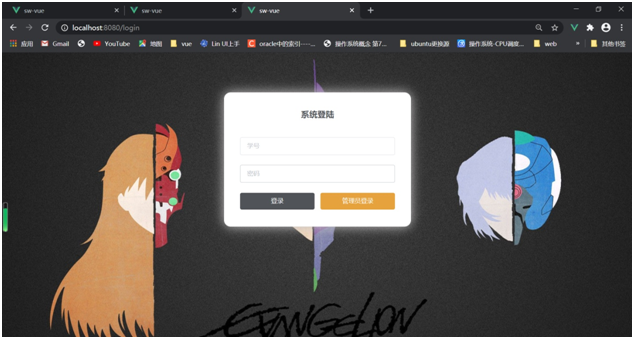 sw-vue
sw-vue
sw-vue
localhost:8080/login
应用 Gmail YouTube 地图 vue Lin UI上手 oracle中的索引---... 操作系统概念 第7... ubuntu更换源 操作系统-CPU调度... web » 其他书签
系统登陆
学号
密码
登录 管理员登录
EVANGELION